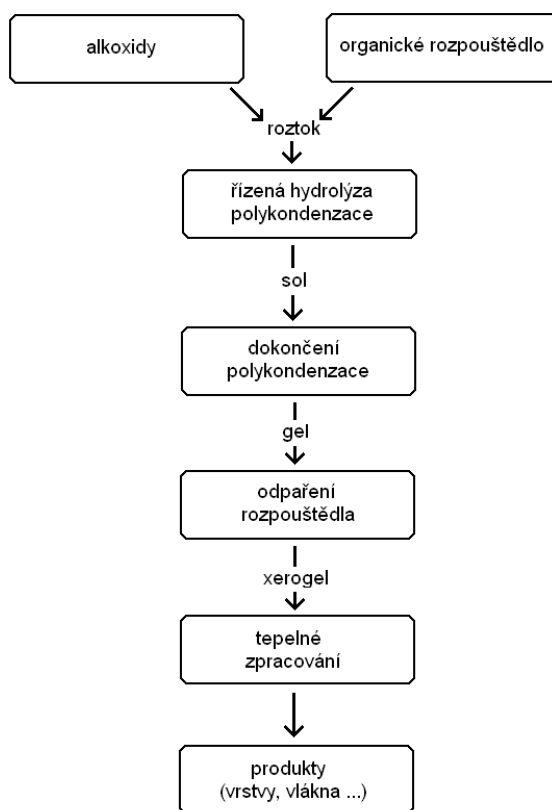 alkoxidy
organické rozpouštědlo
roztok
řízená hydrolýza
polykondenzace
sol
dokončení
polykondenzace
gel
odpaření
rozpouštědla
xerogel
tepelné
zpracování
produkty
(vrstvy, vlákna ...)